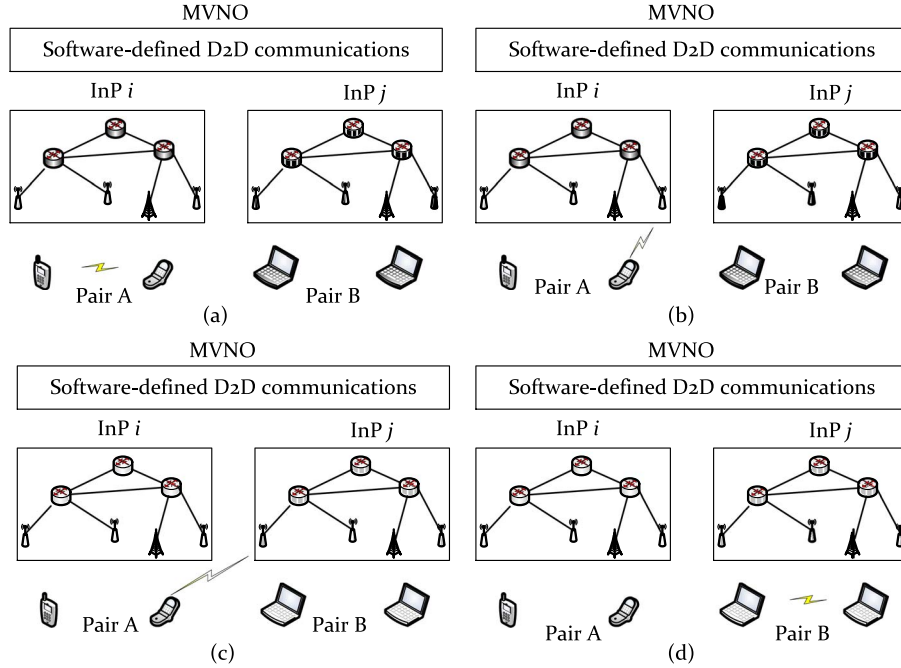 MVNO
Software-defined D2D communications
InP i
InP j
Pair A
Pair B
(a)
MVNO
Software-defined D2D communications
InP i
InP j
Pair A
Pair B
(b)
MVNO
Software-defined D2D communications
InP i
InP j
Pair A
Pair B
(c)
MVNO
Software-defined D2D communications
InP i
InP j
Pair A
Pair B
(d)